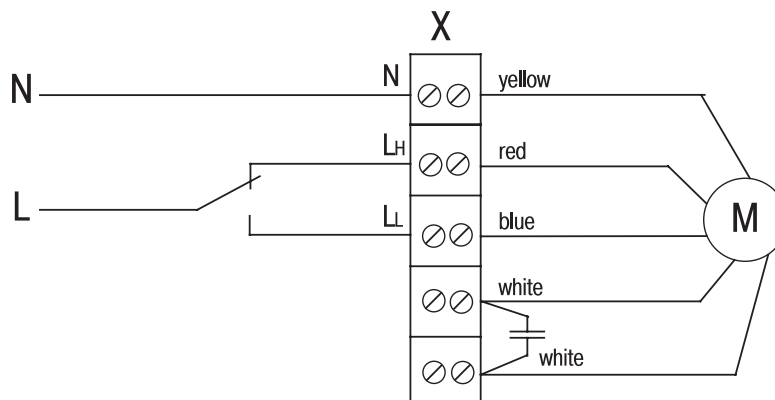 X
N N yellow
LH red
L LL blue M
white
white